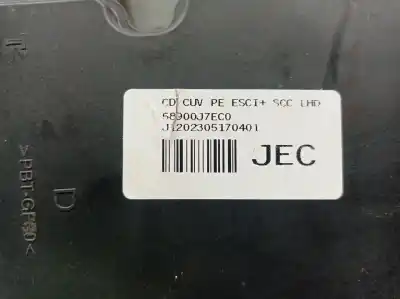 CD CUV PE ESCI+ SCC LHD
58900J7EC0
J1202305170401
JEC
>PBT-GF30<